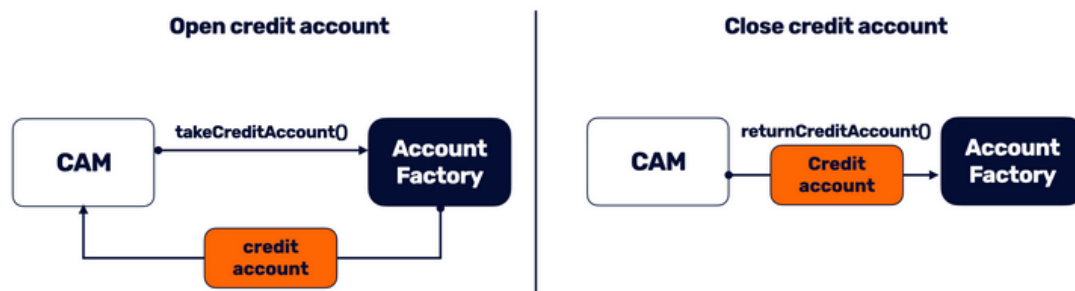 Open credit account
CAM
takeCreditAccount()
Account
Factory
credit
account
Close credit account
CAM
returnCreditAccount()
Credit
account
Account
Factory